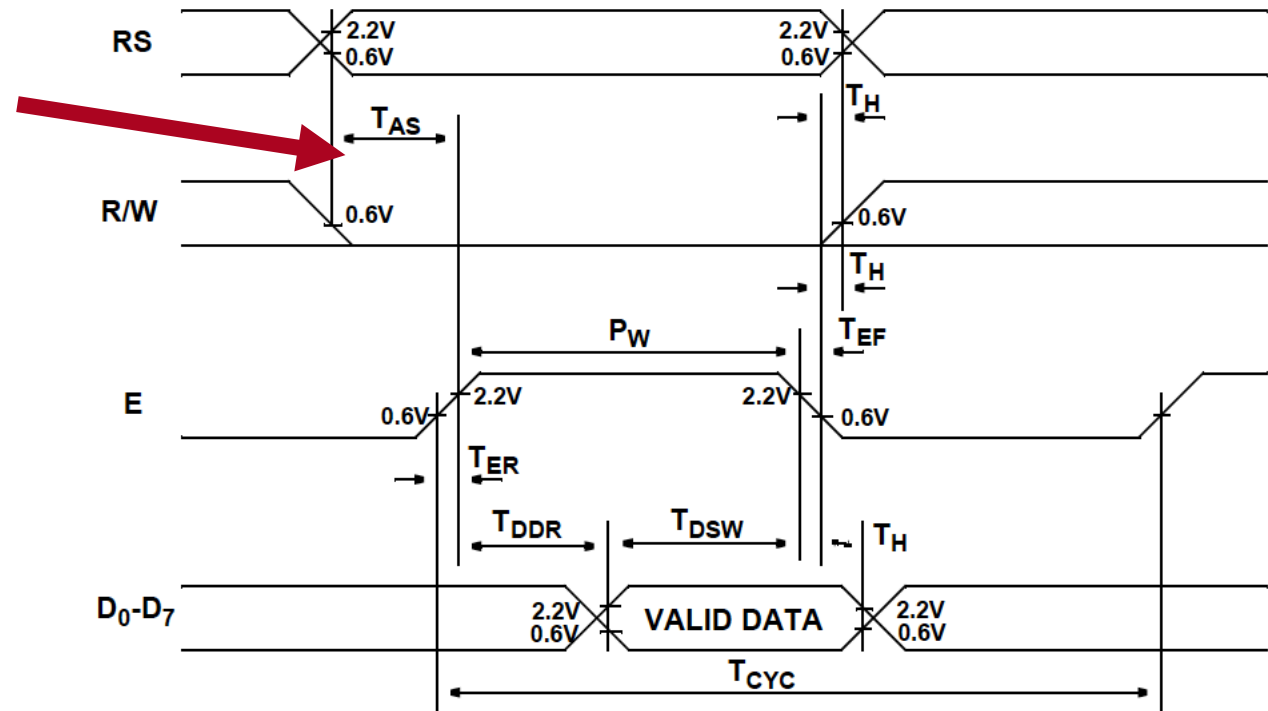 RS
2.2V
0.6V
2.2V
0.6V
TAS
TH
R/W
0.6V
0.6V
TH
PW
TEF
E
0.6V
2.2V
2.2V
0.6V
TER
TDDR
TDSW
TH
D0-D7
2.2V
0.6V
VALID DATA
2.2V
0.6V
TCYC